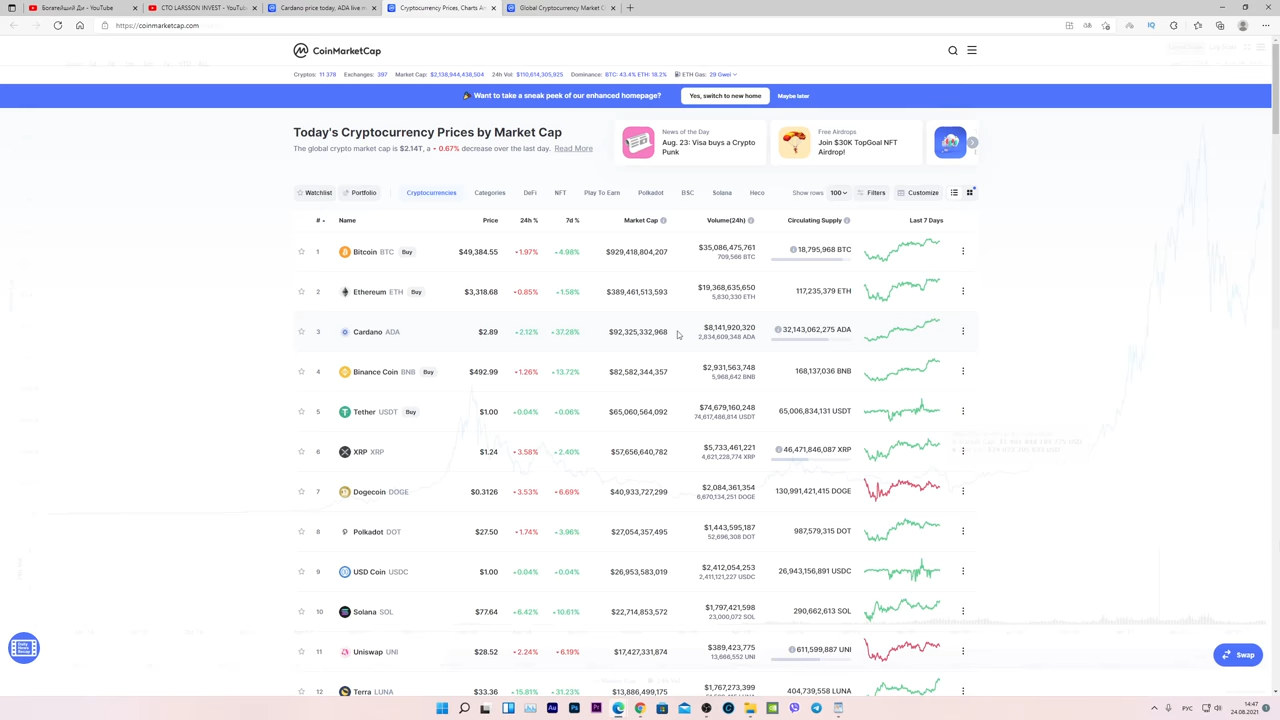 Богатейший Ди - YouTube
CTO LARSSON INVEST - YouTube
Cardano price today, ADA live m
Cryptocurrency Prices, Charts A
Global Cryptocurrency Market C
https://coinmarketcap.com
CoinMarketCap
Cryptos: 11 378 Exchanges: 397 Market Cap: $2,138,944,438,504 24h Vol: $110,614,305,925 Dominance: BTC: 43.4% ETH: 18.2% ETH Gas: 29 Gwei
Want to take a sneak peek of our enhanced homepage? Yes, switch to new home Maybe later
Today's Cryptocurrency Prices by Market Cap
The global crypto market cap is $2.14T, a 0.67% decrease over the last day. Read More
News of the Day
Aug. 23: Visa buys a Crypto
Punk
Free Airdrops
Join $30K TopGoal NFT
Airdrop!
Watchlist Portfolio Cryptocurrencies Categories DeFi NFT Play To Earn Polkadot BSC Solana Heco Show rows 100 Filters Customize
# Name Price 24h % 7d % Market Cap Volume(24h) Circulating Supply Last 7 Days
1 Bitcoin BTC Buy $49,384.55 1.97% 4.98% $929,418,804,207 $35,086,475,761 18,795,968 BTC
709,566 BTC
2 Ethereum ETH Buy $3,318.68 0.85% 1.58% $389,461,513,593 $19,368,635,650 117,235,379 ETH
5,830,330 ETH
3 Cardano ADA $2.89 2.12% 37.28% $92,325,332,968 $8,141,920,320 32,143,062,275 ADA
2,834,609,348 ADA
4 Binance Coin BNB Buy $492.99 1.26% 13.72% $82,582,344,357 $2,931,563,748 168,137,036 BNB
5,968,642 BNB
5 Tether USDT Buy $1.00 0.04% 0.06% $65,060,564,092 $74,679,160,248 65,006,834,131 USDT
74,617,486,814 USDT
6 XRP XRP $1.24 3.58% 2.40% $57,656,640,782 $5,733,461,221 46,471,846,087 XRP
4,621,228,774 XRP
7 Dogecoin DOGE $0.3126 3.53% 6.69% $40,933,727,299 $2,084,361,354 130,991,421,415 DOGE
6,670,134,251 DOGE
8 Polkadot DOT $27.50 1.74% 3.96% $27,054,357,495 $1,443,595,187 987,579,315 DOT
52,696,308 DOT
9 USD Coin USDC $1.00 0.04% 0.04% $26,953,583,019 $2,412,054,253 26,943,156,891 USDC
2,411,121,227 USDC
10 Solana SOL $77.64 6.42% 10.61% $22,714,853,572 $1,797,421,598 290,662,613 SOL
23,000,072 SOL
11 Uniswap UNI $28.52 2.24% 6.19% $17,427,331,874 $389,423,775 611,599,887 UNI
13,666,552 UNI
12 Terra LUNA $33.36 15.81% 31.23% $13,886,499,175 $1,767,273,399 404,739,558 LUNA
Swap
РУС
14:47
24.08.2021